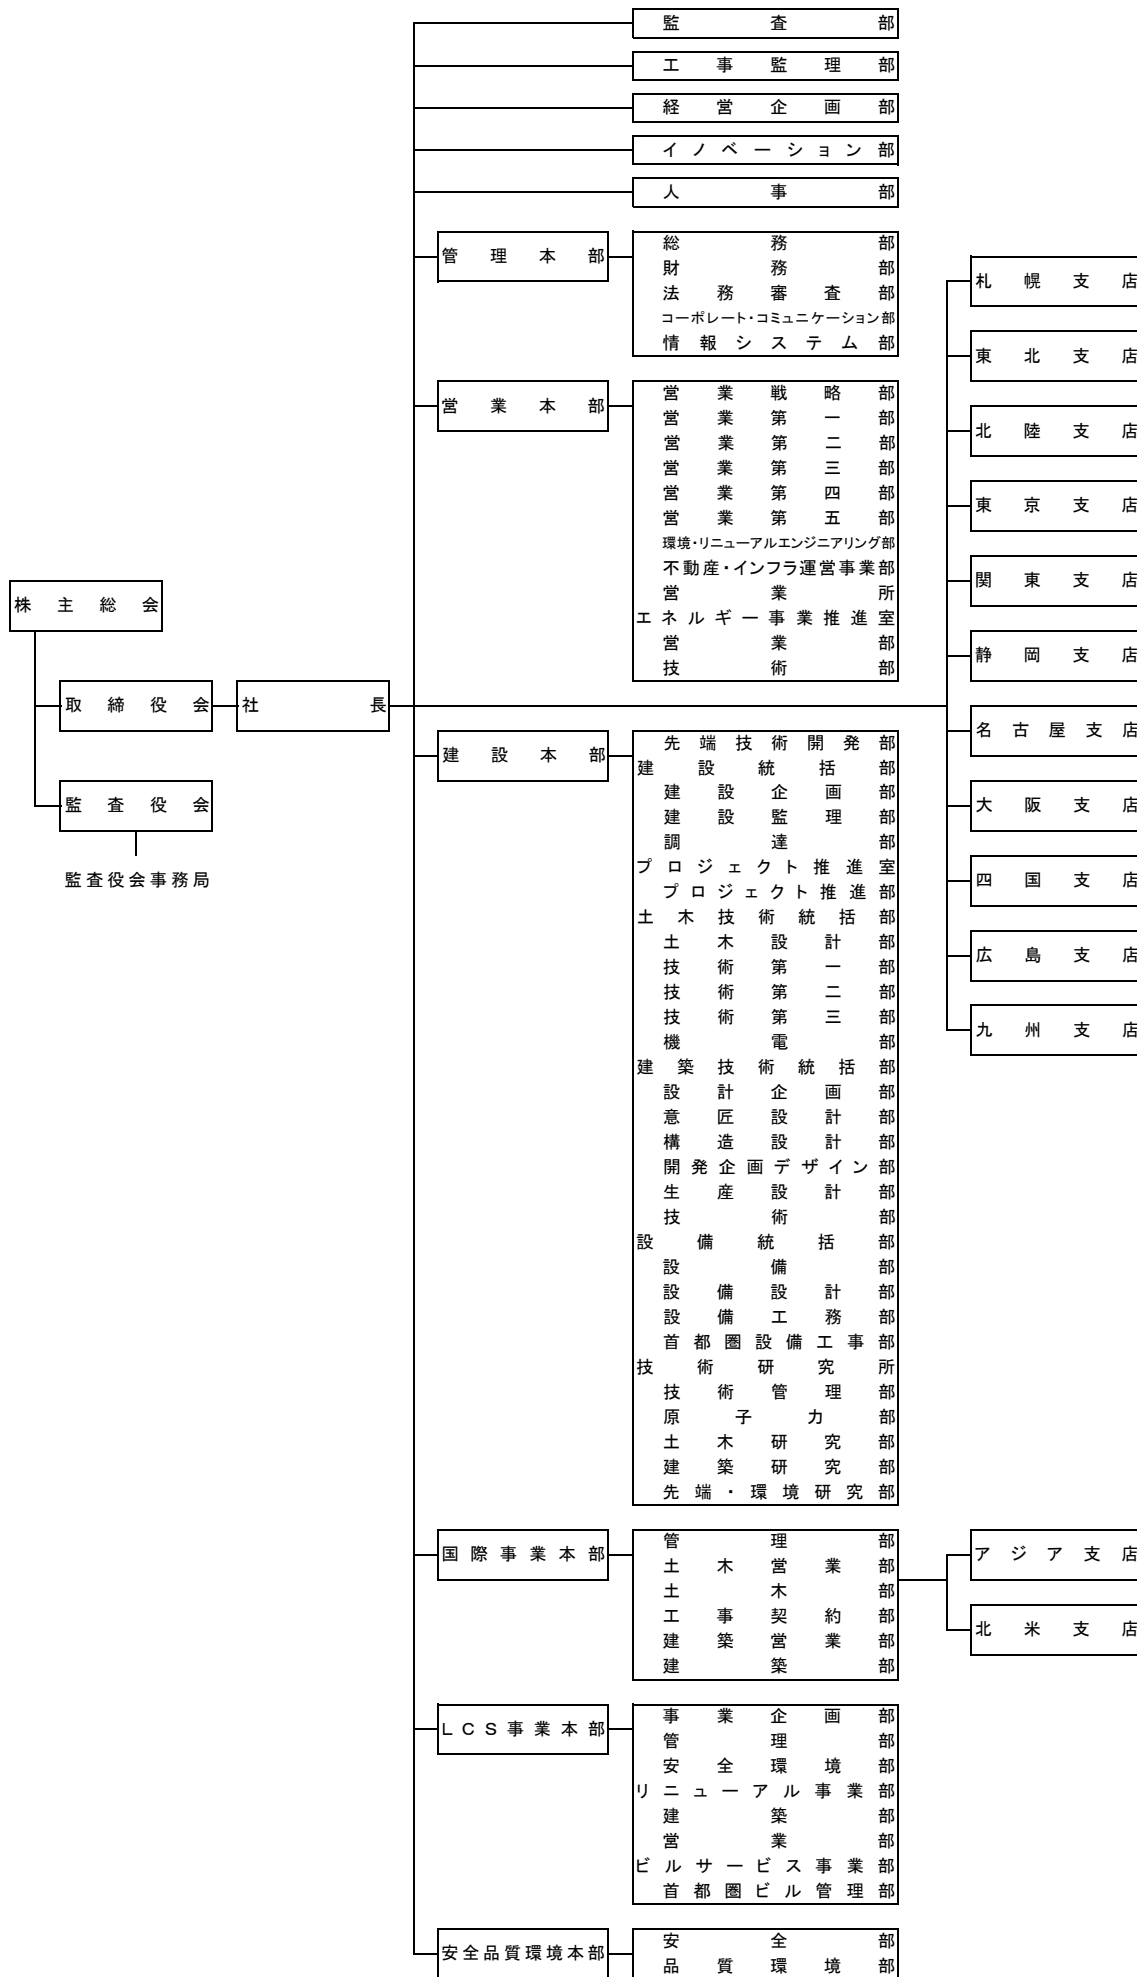 株主総会
取締役会
監査役会
監査役会事務局
社長
監査部
工事監理部
経営企画部
イノベーション部
人事部
管理本部
総務部
財務部
法務審査部
コーポレート・コミュニケーション部
情報システム部
営業本部
営業戦略部
営業第一部
営業第二部
営業第三部
営業第四部
営業第五部
環境・リニューアルエンジニアリング部
不動産・インフラ運営事業部
営業所
エネルギー事業推進室
営業部
技術部
建設本部
先端技術開発部
建設統括部
建設企画部
建設監理部
調達部
プロジェクト推進室
プロジェクト推進部
土木技術統括部
土木設計部
技術第一部
技術第二部
技術第三部
機電部
建築技術統括部
設計企画部
意匠設計部
構造設計部
開発企画デザイン部
生産設計部
技術部
設備統括部
設備部
設備設計部
設備工務部
首都圏設備工事部
技術研究所
技術管理部
原子力部
土木研究部
建築研究部
先端・環境研究部
国際事業本部
管理部
土木営業部
土木部
工事契約部
建築営業部
建築部
LCS事業本部
事業企画部
管理部
安全環境部
リニューアル事業部
建築部
営業部
ビルサービス事業部
首都圏ビル管理部
安全品質環境本部
安全部
品質環境部
札幌支店
東北支店
北陸支店
東京支店
関東支店
静岡支店
名古屋支店
大阪支店
四国支店
広島支店
九州支店
アジア支店
北米支店